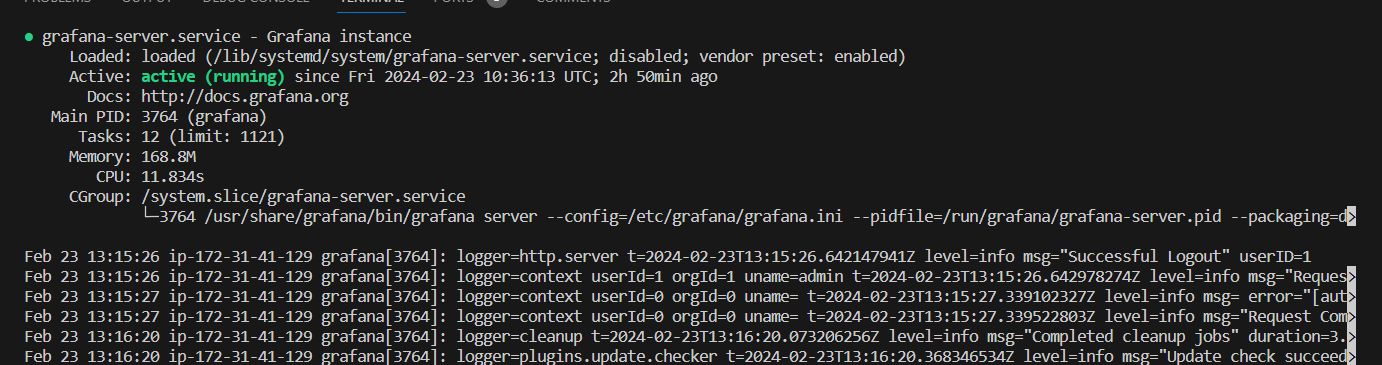 PROBLEMS OUTPUT DEBUG CONSOLE TERMINAL PORTS COMMENTS
● grafana-server.service - Grafana instance
Loaded: loaded (/lib/systemd/system/grafana-server.service; disabled; vendor preset: enabled)
Active: active (running) since Fri 2024-02-23 10:36:13 UTC; 2h 50min ago
Docs: http://docs.grafana.org
Main PID: 3764 (grafana)
Tasks: 12 (limit: 1121)
Memory: 168.8M
CPU: 11.834s
CGroup: /system.slice/grafana-server.service
└─3764 /usr/share/grafana/bin/grafana server --config=/etc/grafana/grafana.ini --pidfile=/run/grafana/grafana-server.pid --packaging=d>
Feb 23 13:15:26 ip-172-31-41-129 grafana[3764]: logger=http.server t=2024-02-23T13:15:26.642147941Z level=info msg="Successful Logout" userID=1
Feb 23 13:15:26 ip-172-31-41-129 grafana[3764]: logger=context userId=1 orgId=1 uname=admin t=2024-02-23T13:15:26.642978274Z level=info msg="Reques>
Feb 23 13:15:27 ip-172-31-41-129 grafana[3764]: logger=context userId=0 orgId=0 uname= t=2024-02-23T13:15:27.339102327Z level=info msg= error="[aut>
Feb 23 13:15:27 ip-172-31-41-129 grafana[3764]: logger=context userId=0 orgId=0 uname= t=2024-02-23T13:15:27.339522803Z level=info msg="Request Com>
Feb 23 13:16:20 ip-172-31-41-129 grafana[3764]: logger=cleanup t=2024-02-23T13:16:20.073206256Z level=info msg="Completed cleanup jobs" duration=3.>
Feb 23 13:16:20 ip-172-31-41-129 grafana[3764]: logger=plugins.update.checker t=2024-02-23T13:16:20.368346534Z level=info msg="Update check succeed>